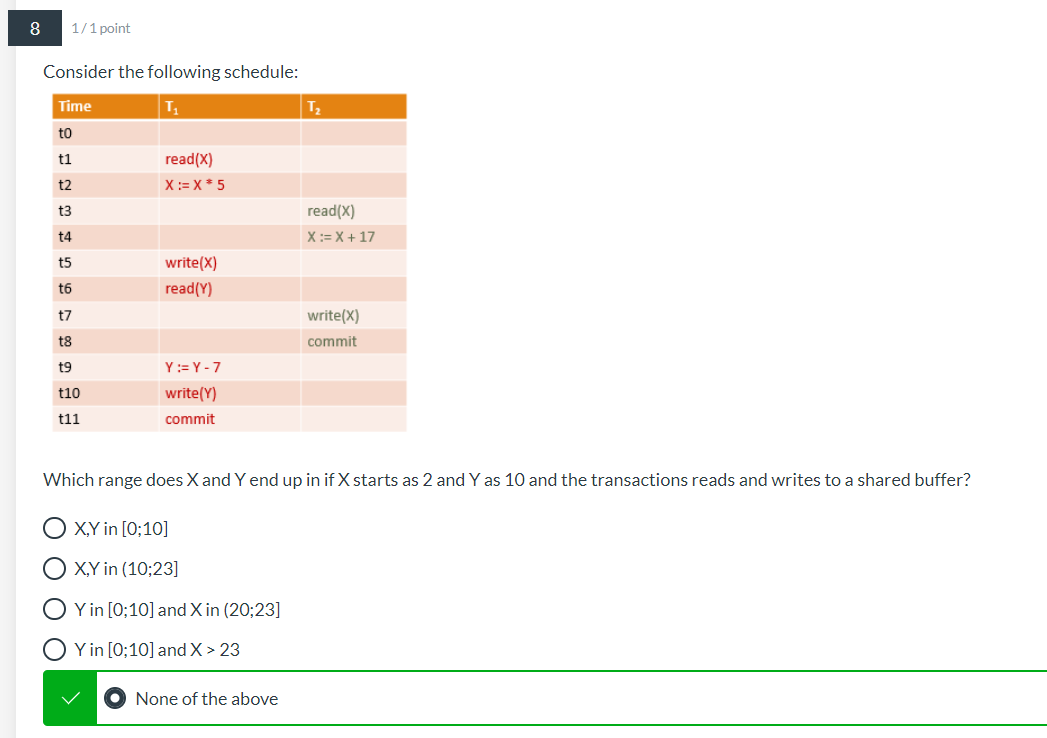 8 1 / 1 point
Consider the following schedule:
Time T1 T2
t0
t1 read(X)
t2 X := X * 5
t3 read(X)
t4 X := X + 17
t5 write(X)
t6 read(Y)
t7 write(X)
t8 commit
t9 Y := Y - 7
t10 write(Y)
t11 commit
Which range does X and Y end up in if X starts as 2 and Y as 10 and the transactions reads and writes to a shared buffer?
X,Y in [0;10]
X,Y in (10;23]
Y in [0;10] and X in (20;23]
Y in [0;10] and X > 23
None of the above